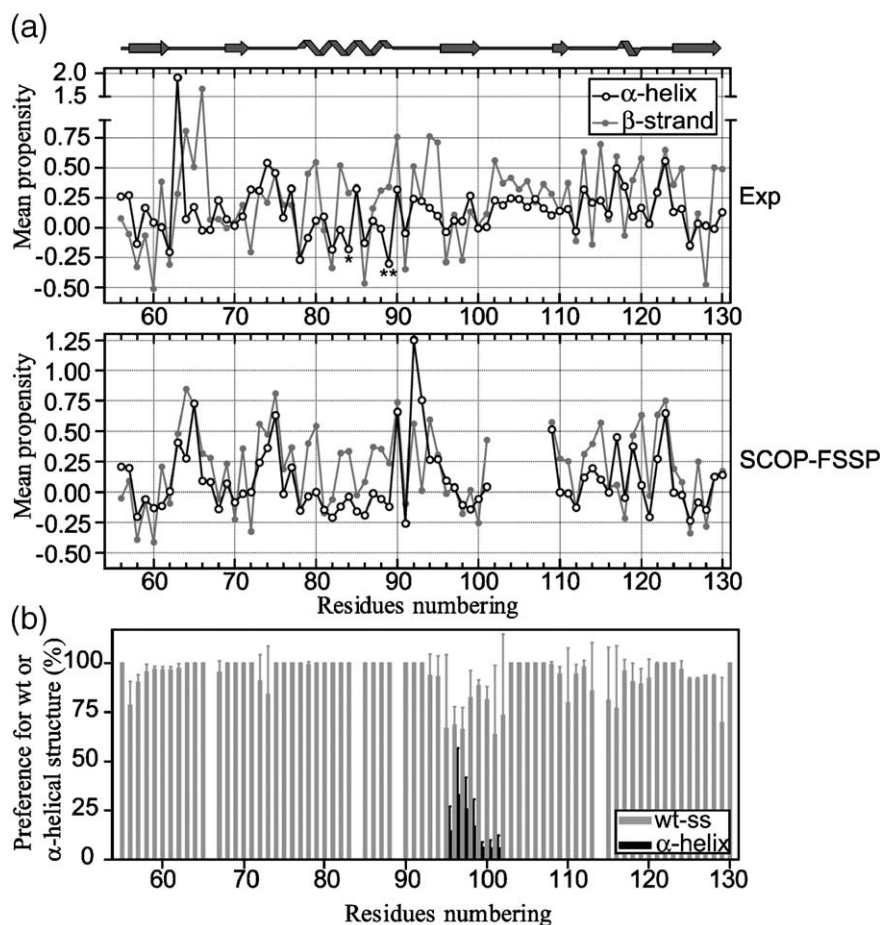 (a)
2.0
1.5
0.75
0.50
0.25
0.00
-0.25
-0.50
Mean propensity
α-helix
β-strand
Exp
*
**
60 70 80 90 100 110 120 130
1.25
1.00
0.75
0.50
0.25
0.00
-0.25
-0.50
Mean propensity
SCOP-FSSP
60 70 80 90 100 110 120 130
Residues numbering
(b)
Preference for wt or
α-helical structure (%)
100
75
50
25
0
wt-ss
α-helix
60 70 80 90 100 110 120 130
Residues numbering